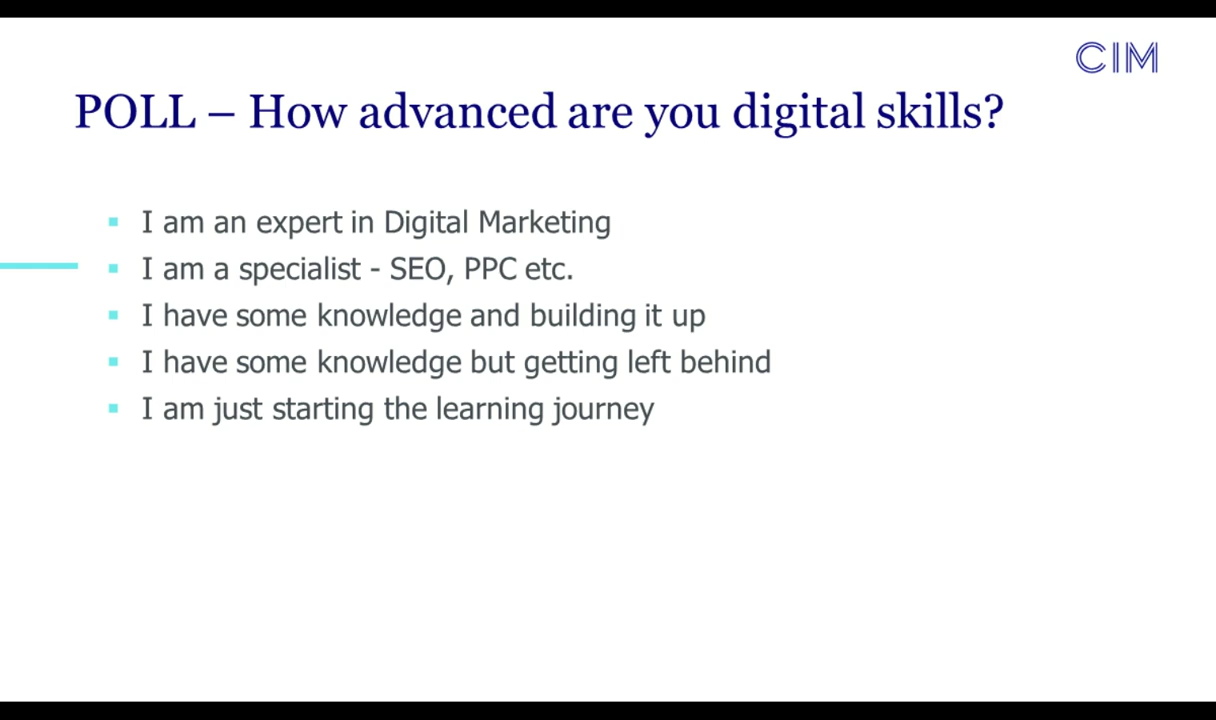 CIM
POLL – How advanced are you digital skills?
I am an expert in Digital Marketing
I am a specialist - SEO, PPC etc.
I have some knowledge and building it up
I have some knowledge but getting left behind
I am just starting the learning journey